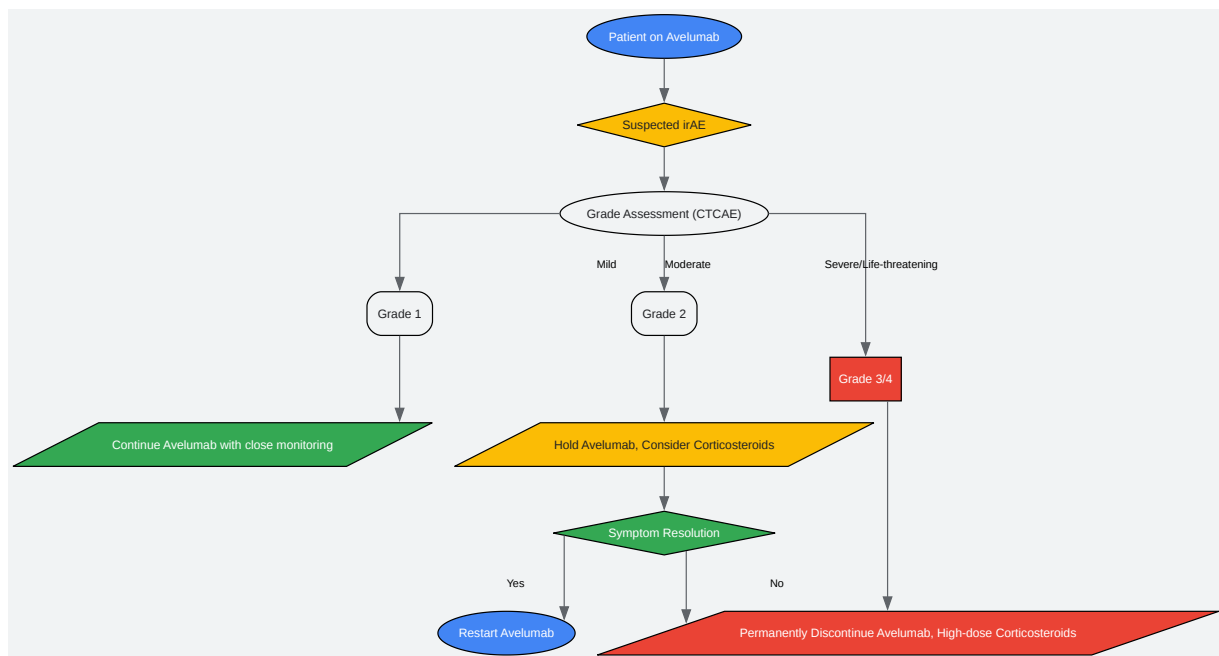 Patient on Avelumab
Suspected irAE
Grade Assessment (CTCAE)
Mild
Moderate
Severe/Life-threatening
Grade 1
Grade 2
Grade 3/4
Continue Avelumab with close monitoring
Hold Avelumab, Consider Corticosteroids
Symptom Resolution
Yes
No
Restart Avelumab
Permanently Discontinue Avelumab, High-dose Corticosteroids